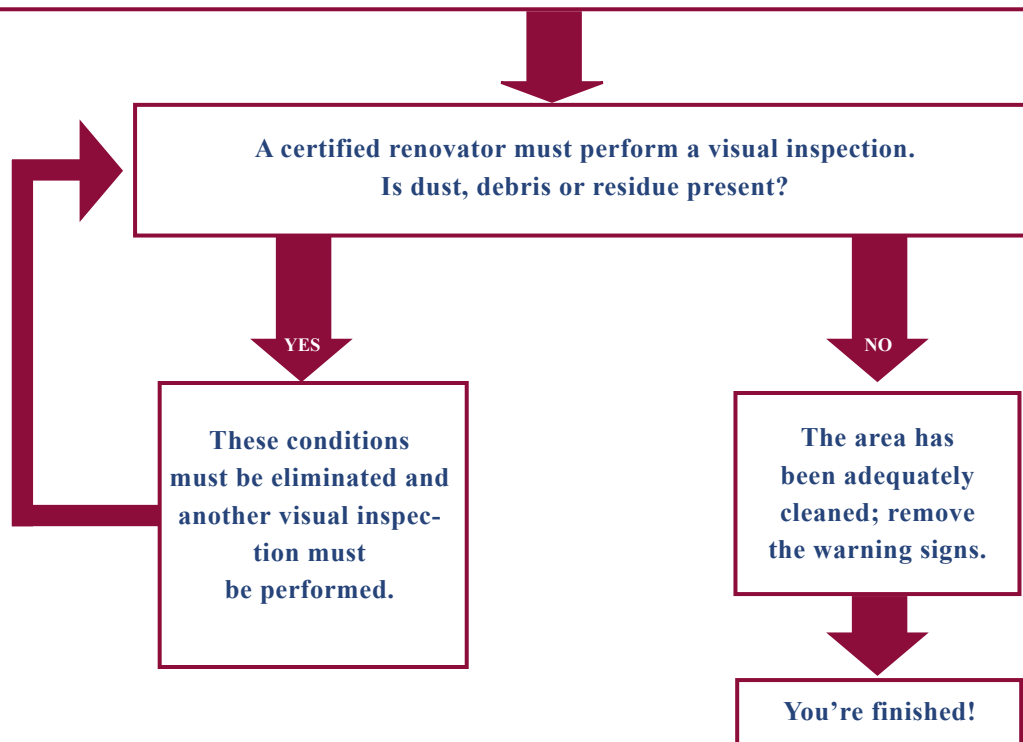 A certified renovator must perform a visual inspection.
Is dust, debris or residue present?
YES
NO
These conditions
must be eliminated and
another visual inspec-
tion must
be performed.
The area has
been adequately
cleaned; remove
the warning signs.
You're finished!